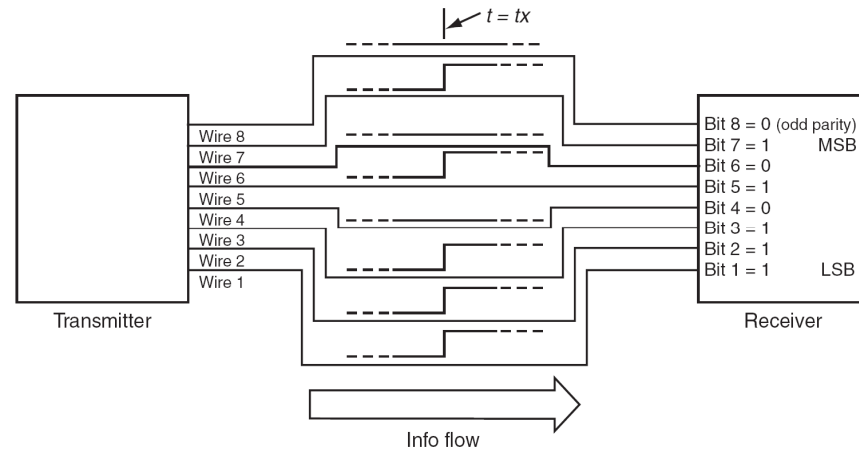 t = tx
Wire 8
Wire 7
Wire 6
Wire 5
Wire 4
Wire 3
Wire 2
Wire 1
Bit 8 = 0 (odd parity)
Bit 7 = 1 MSB
Bit 6 = 0
Bit 5 = 1
Bit 4 = 0
Bit 3 = 1
Bit 2 = 1
Bit 1 = 1 LSB
Transmitter
Receiver
Info flow